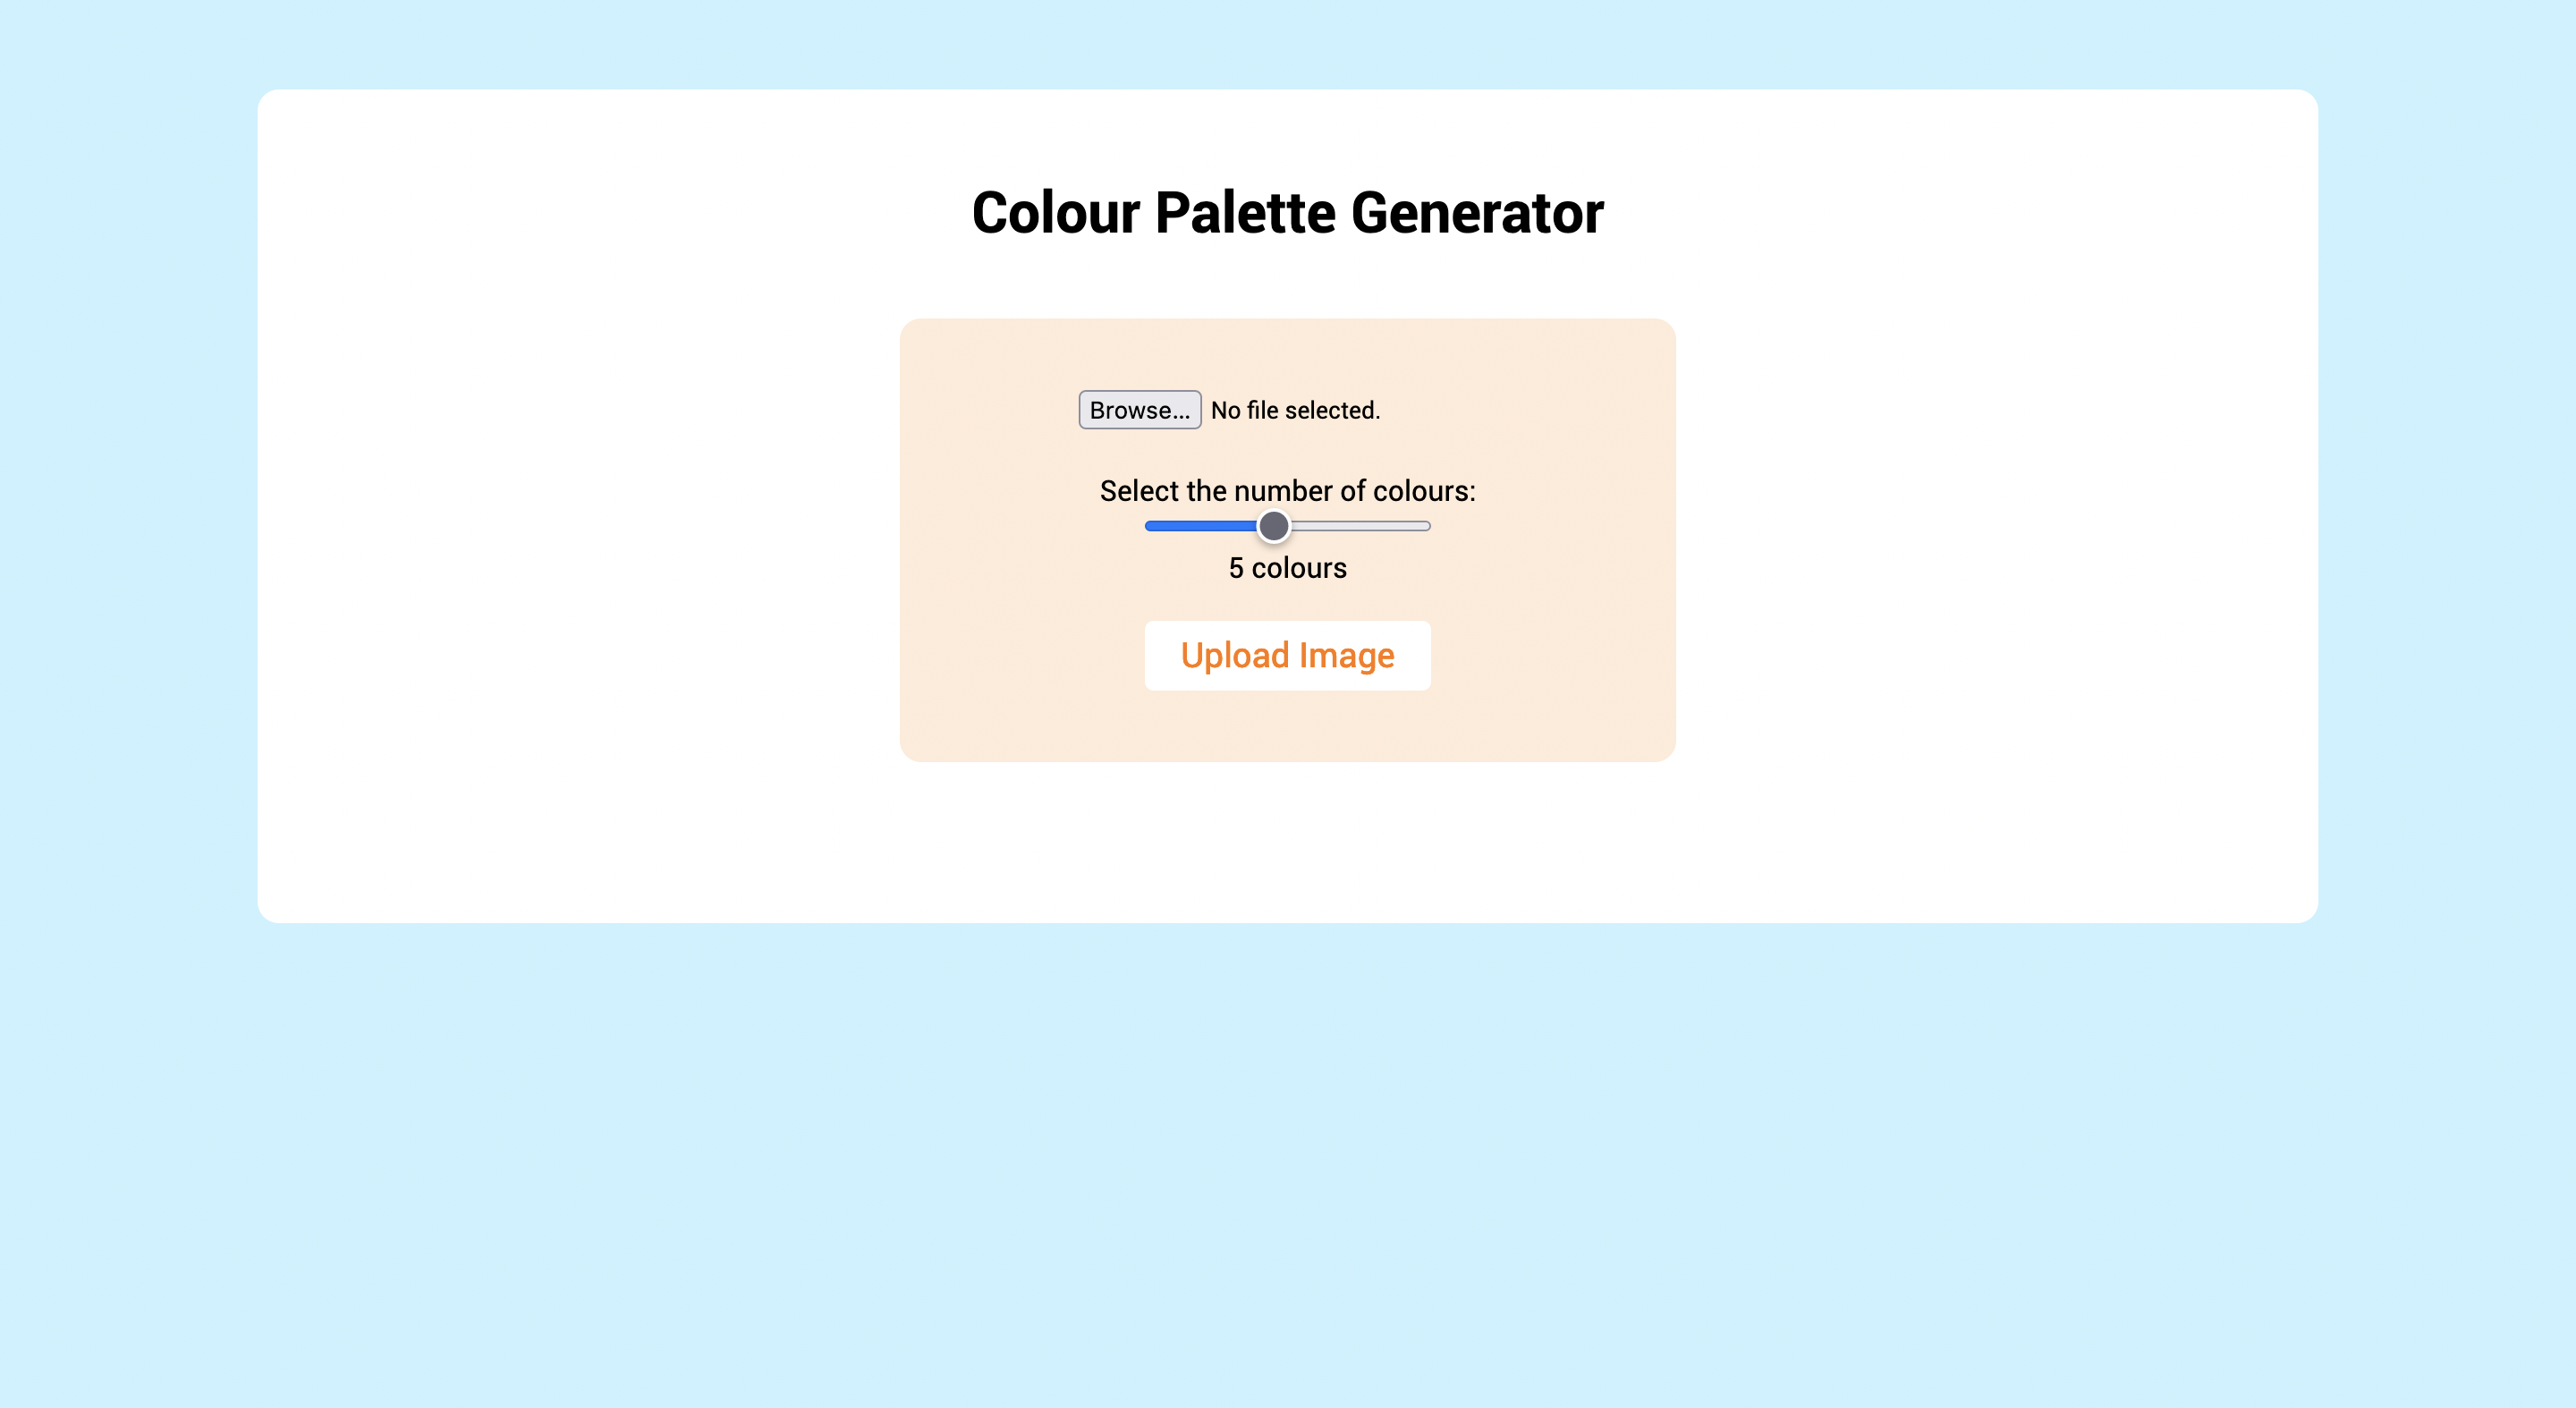 Colour Palette Generator
Browse... No file selected.
Select the number of colours:
5 colours
Upload Image